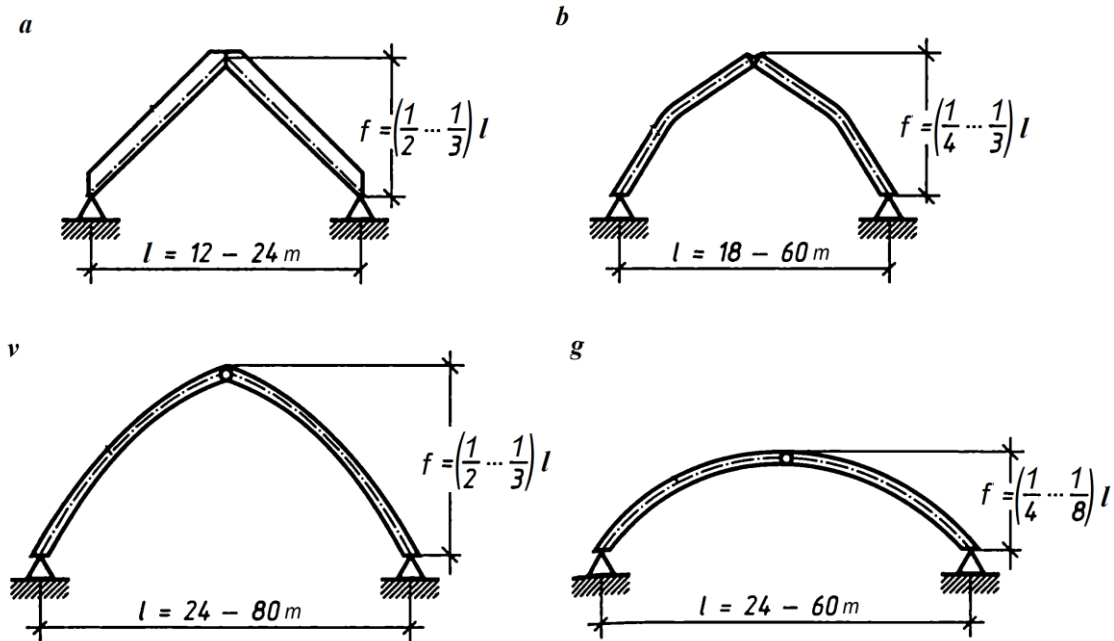 a
f = (1/2 ... 1/3) l
l = 12 – 24 m
b
f = (1/4 ... 1/3) l
l = 18 – 60 m
v
f = (1/2 ... 1/3) l
l = 24 – 80 m
g
f = (1/4 ... 1/8) l
l = 24 – 60 m